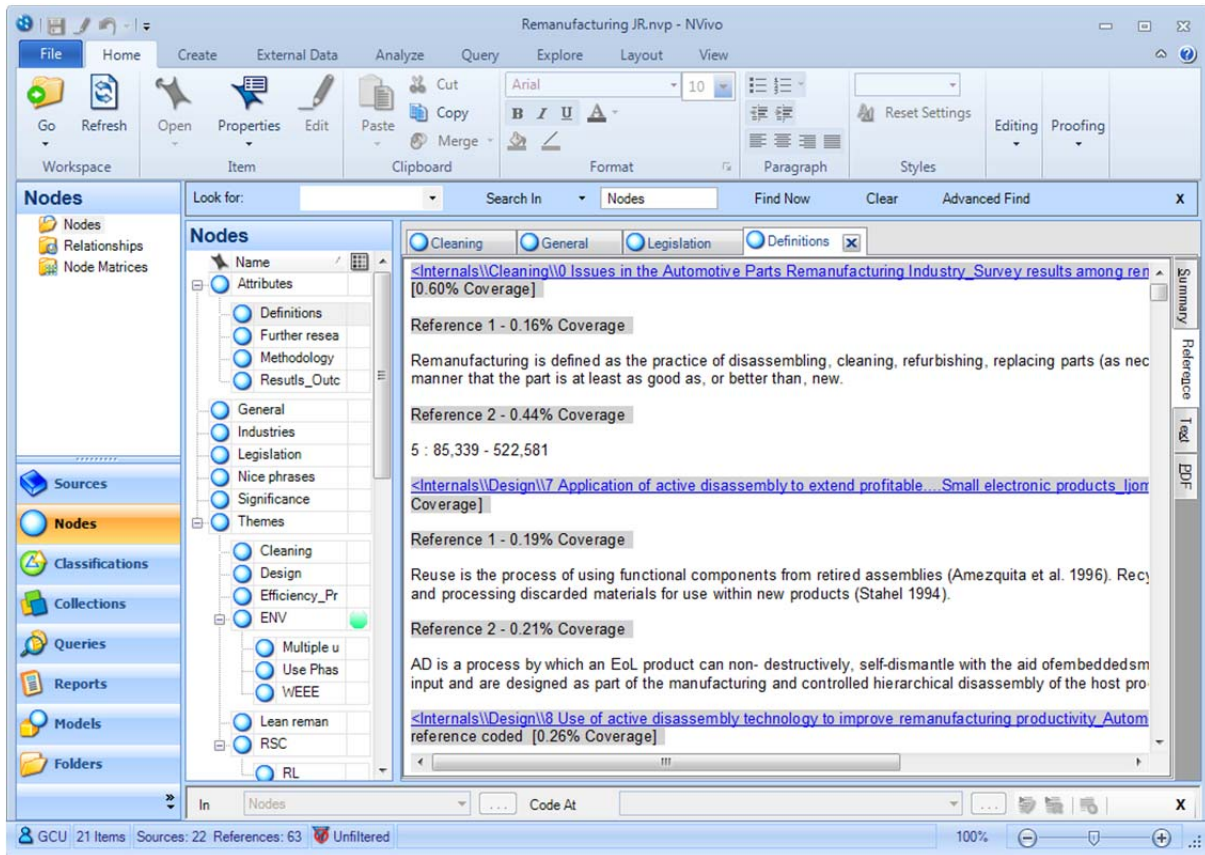 Remanufacturing JR.nvp - NVivo
File Home Create External Data Analyze Query Explore Layout View
Go Refresh Open Properties Edit Paste Cut Copy Merge Arial 10 B I U A Reset Settings Editing Proofing
Workspace Item Clipboard Format Paragraph Styles
Nodes
Nodes
Relationships
Node Matrices
Sources
Nodes
Classifications
Collections
Queries
Reports
Models
Folders
Look for: Search In Nodes Find Now Clear Advanced Find x
Nodes
Name
Attributes
Definitions
Further resea
Methodology
Resutls_Outc
General
Industries
Legislation
Nice phrases
Significance
Themes
Cleaning
Design
Efficiency_Pr
ENV
Multiple u
Use Phas
WEEE
Lean reman
RSC
RL
Cleaning General Legislation Definitions
<Internals\\Cleaning\\0 Issues in the Automotive Parts Remanufacturing Industry_Survey results among ren
[0.60% Coverage]
Reference 1 - 0.16% Coverage
Remanufacturing is defined as the practice of disassembling, cleaning, refurbishing, replacing parts (as nec
manner that the part is at least as good as, or better than, new.
Reference 2 - 0.44% Coverage
5 : 85,339 - 522,581
<Internals\\Design\\7 Application of active disassembly to extend profitable....Small electronic products_Ijom
Coverage]
Reference 1 - 0.19% Coverage
Reuse is the process of using functional components from retired assemblies (Amezquita et al. 1996). Recy
and processing discarded materials for use within new products (Stahel 1994).
Reference 2 - 0.21% Coverage
AD is a process by which an EoL product can non- destructively, self-dismantle with the aid ofembeddedsm
input and are designed as part of the manufacturing and controlled hierarchical disassembly of the host pro
<Internals\\Design\\8 Use of active disassembly technology to improve remanufacturing productivity_Autom
reference coded [0.26% Coverage]
Summary
Reference
Text
PDF
In Nodes ... Code At ... x
GCU 21 Items Sources: 22 References: 63 Unfiltered 100%